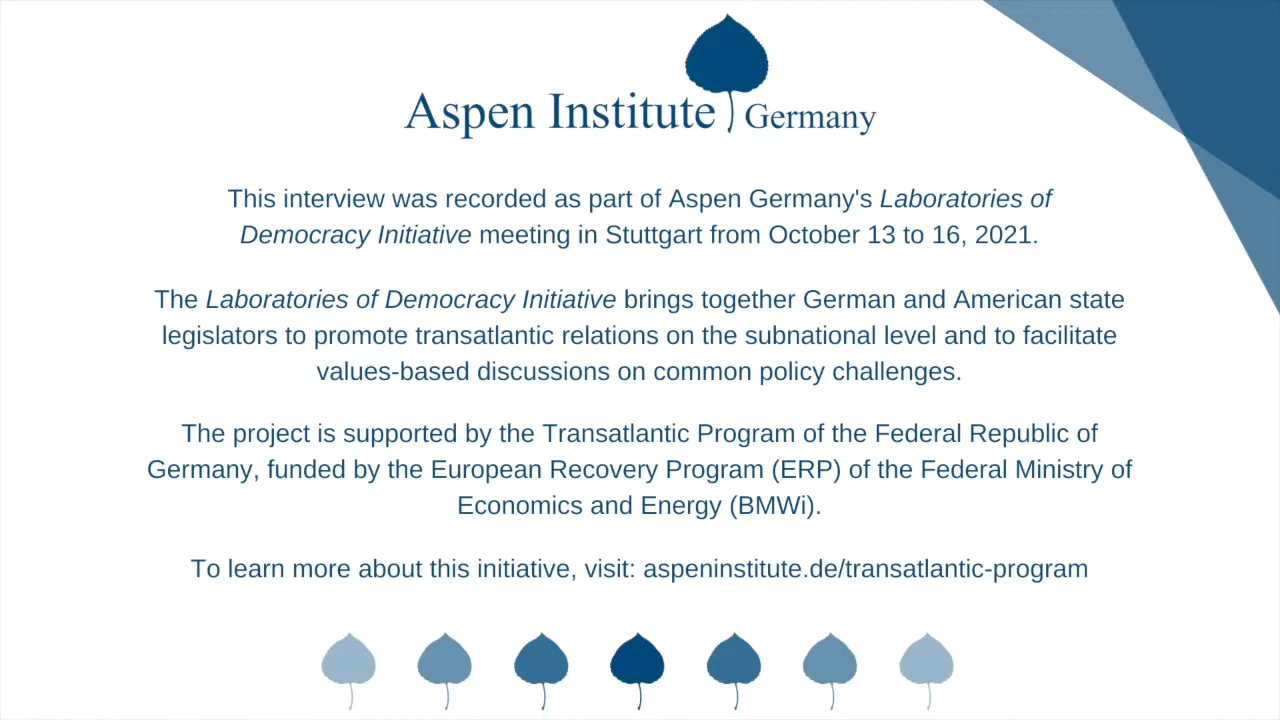 Aspen Institute Germany
This interview was recorded as part of Aspen Germany's Laboratories of
Democracy Initiative meeting in Stuttgart from October 13 to 16, 2021.
The Laboratories of Democracy Initiative brings together German and American state
legislators to promote transatlantic relations on the subnational level and to facilitate
values-based discussions on common policy challenges.
The project is supported by the Transatlantic Program of the Federal Republic of
Germany, funded by the European Recovery Program (ERP) of the Federal Ministry of
Economics and Energy (BMWi).
To learn more about this initiative, visit: aspeninstitute.de/transatlantic-program